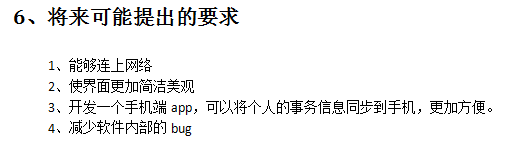 6、将来可能提出的要求
1、能够连上网络
2、使界面更加简洁美观
3、开发一个手机端 app，可以将个人的事务信息同步到手机，更加方便。
4、减少软件内部的 bug